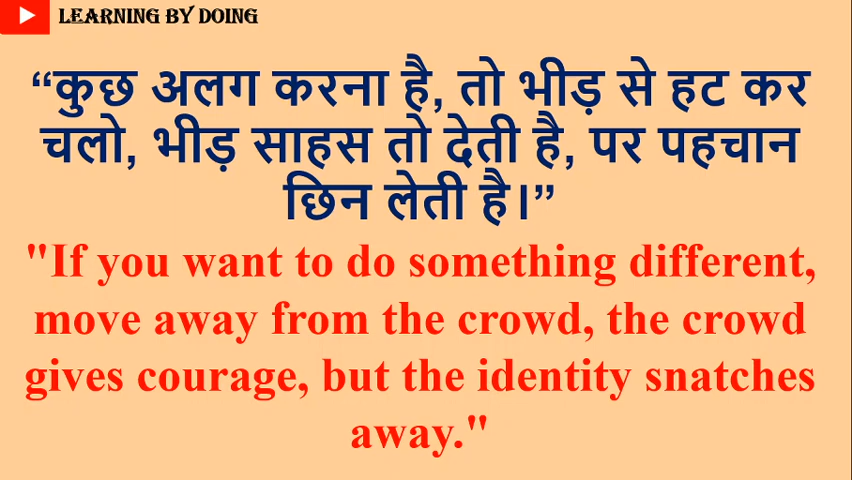 LEARNING BY DOING
“कुछ अलग करना है, तो भीड़ से हट कर
चलो, भीड़ साहस तो देती है, पर पहचान
छिन लेती है।”
"If you want to do something different,
move away from the crowd, the crowd
gives courage, but the identity snatches
away."